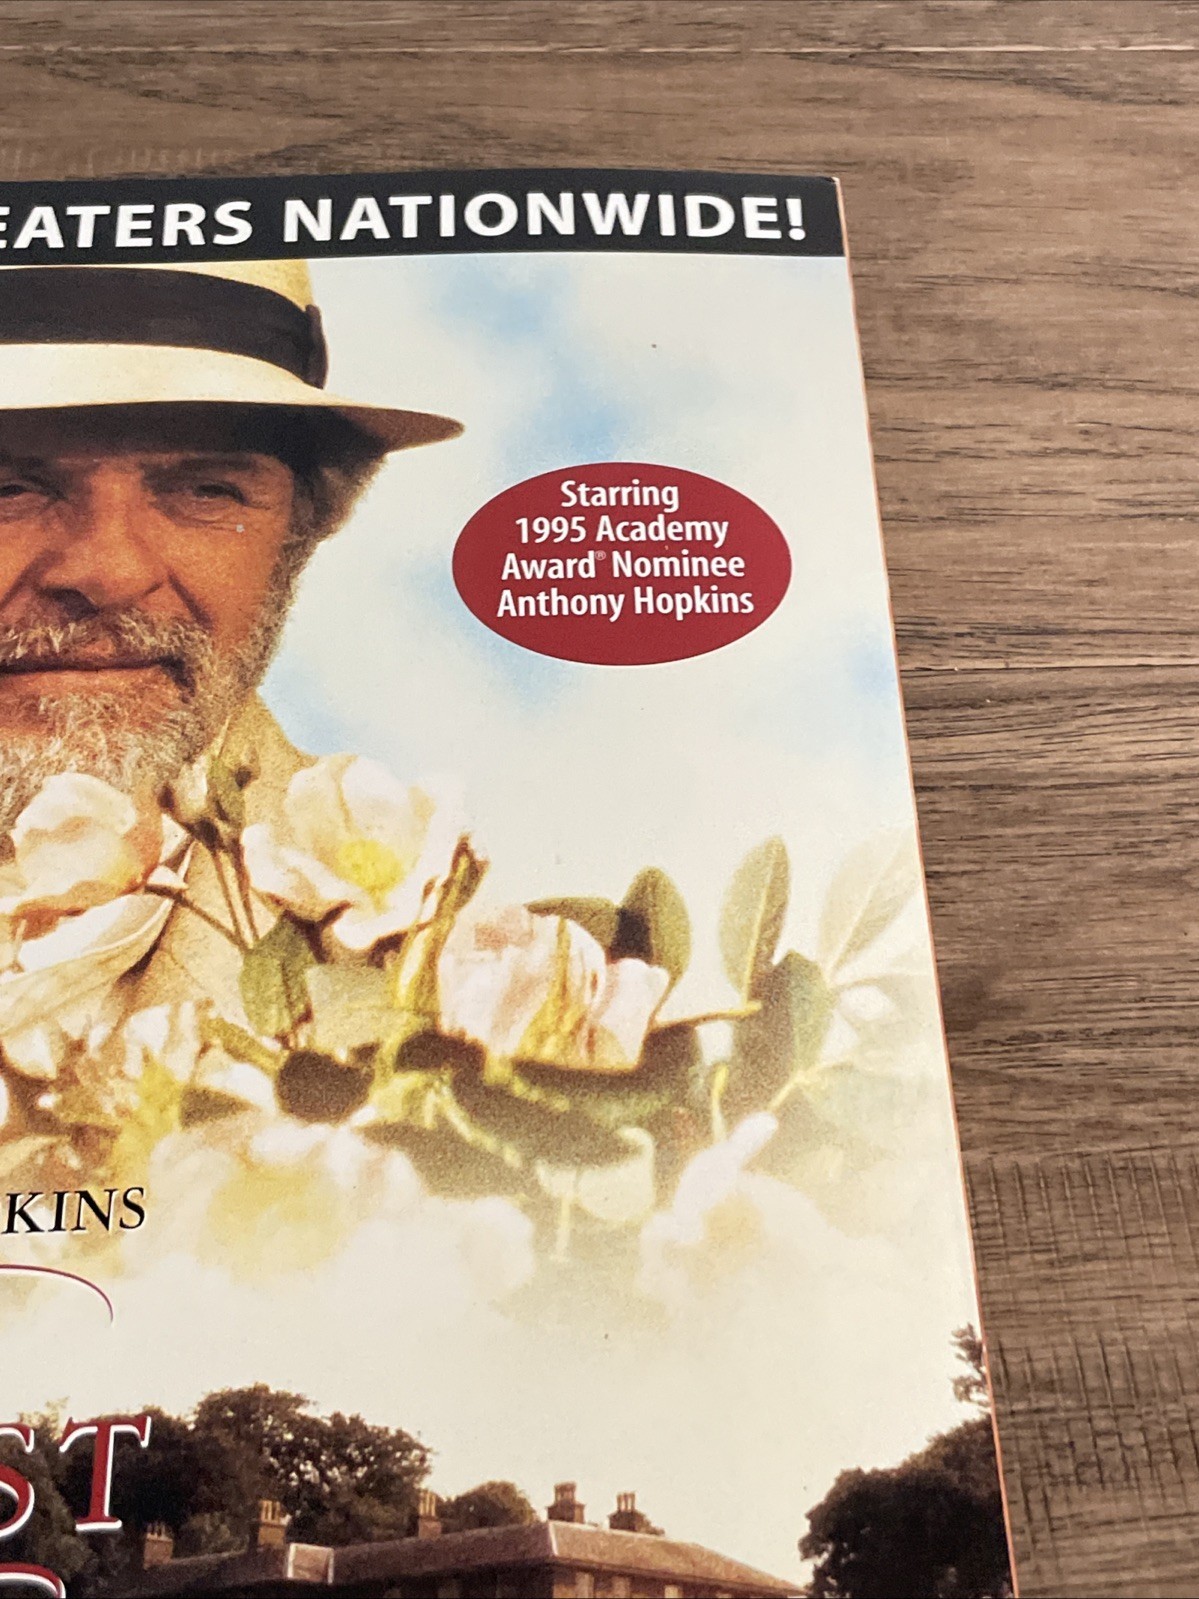 EATERS NATIONWIDE!
Starring
1995 Academy
Award® Nominee
Anthony Hopkins
KINS
ST